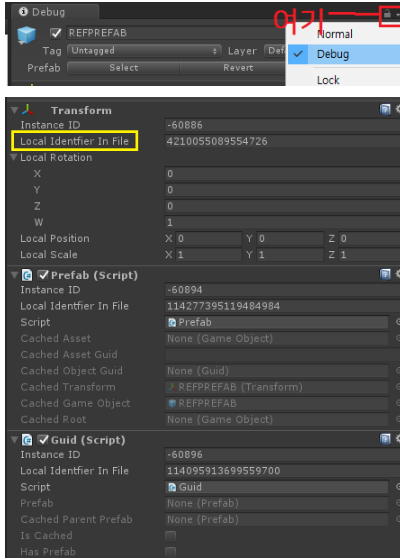 Debug
여기
REFPREFAB
Normal
Tag Untagged Layer Def
Debug
Prefab Select Revert
Lock
Transform
Instance ID -60886
Local Identfier In File 4210055089554726
Local Rotation
X 0
Y 0
Z 0
W 1
Local Position X 0 Y 0 Z 0
Local Scale X 1 Y 1 Z 1
Prefab (Script)
Instance ID -60894
Local Identfier In File 114277395119484984
Script Prefab
Cached Asset None (Game Object)
Cached Asset Guid
Cached Object Guid None (Guid)
Cached Transform REFPREFAB (Transform)
Cached Game Object REFPREFAB
Cached Root None (Game Object)
Guid (Script)
Instance ID -60896
Local Identfier In File 114095913699559700
Script Guid
Prefab None (Prefab)
Cached Parent Prefab None (Prefab)
Is Cached
Has Prefab